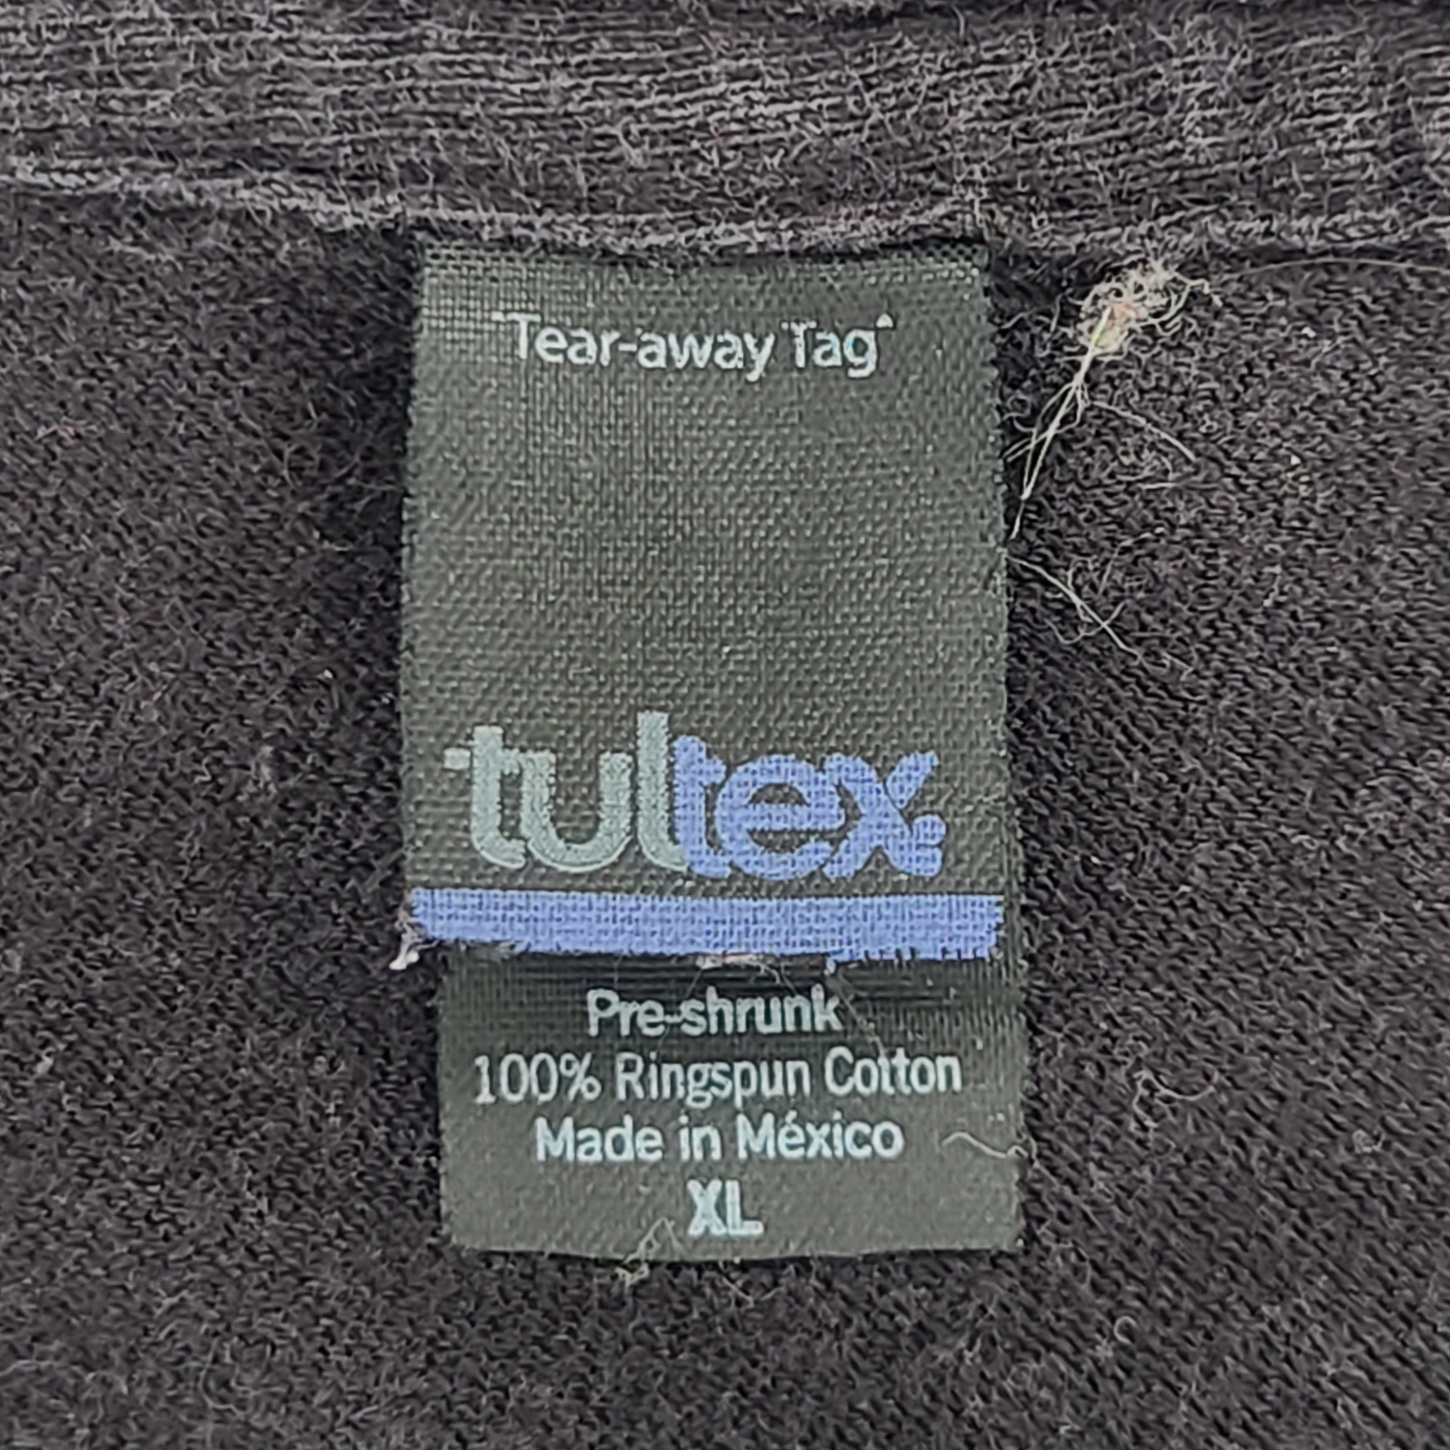 "Tear-away Tag"
tultex
Pre-shrunk
100% Ringspun Cotton
Made in México
XL